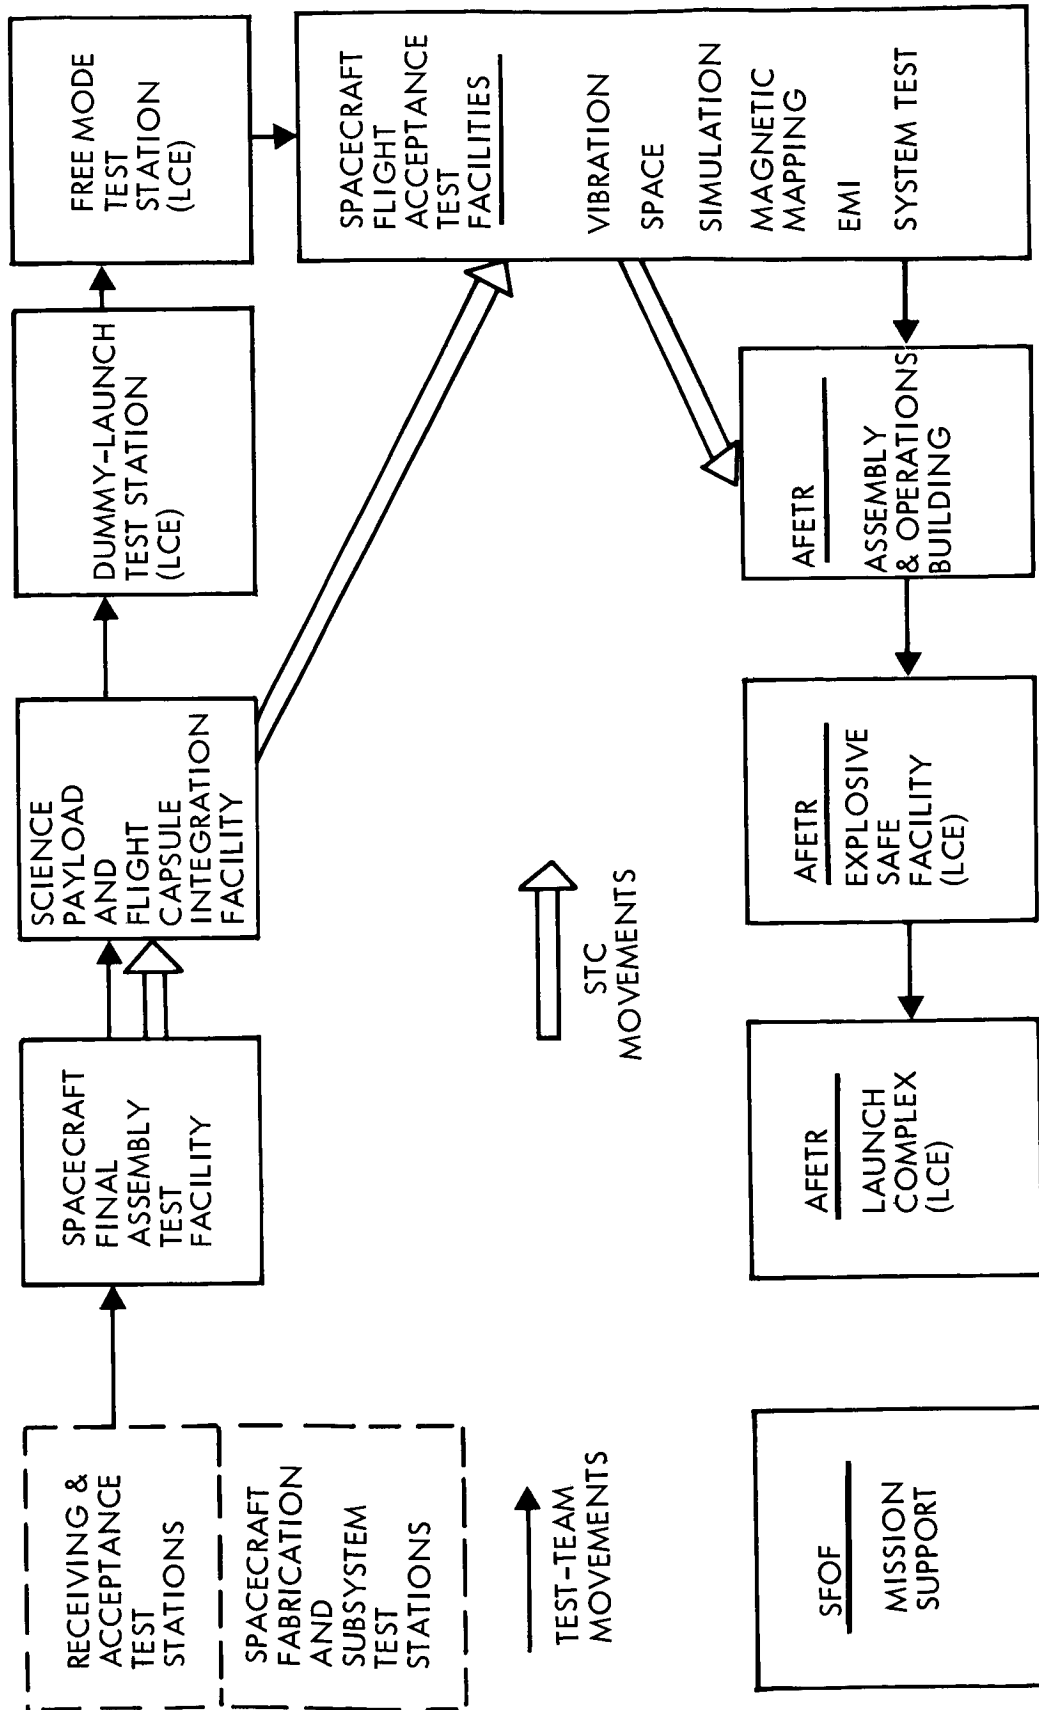 RECEIVING &
ACCEPTANCE
TEST
STATIONS
SPACECRAFT
FABRICATION
AND
SUBSYSTEM
TEST
STATIONS
SPACECRAFT
FINAL
ASSEMBLY
TEST
FACILITY
SCIENCE
PAYLOAD
AND
FLIGHT
CAPSULE
INTEGRATION
FACILITY
DUMMY-LAUNCH
TEST STATION
(LCE)
FREE MODE
TEST
STATION
(LCE)
SPACECRAFT
FLIGHT
ACCEPTANCE
TEST
FACILITIES
VIBRATION
SPACE
SIMULATION
MAGNETIC
MAPPING
EMI
SYSTEM TEST
TEST-TEAM
MOVEMENTS
STC
MOVEMENTS
SFOF
MISSION
SUPPORT
AFETR
LAUNCH
COMPLEX
(LCE)
AFETR
EXPLOSIVE
SAFE
FACILITY
(LCE)
AFETR
ASSEMBLY
& OPERATIONS
BUILDING